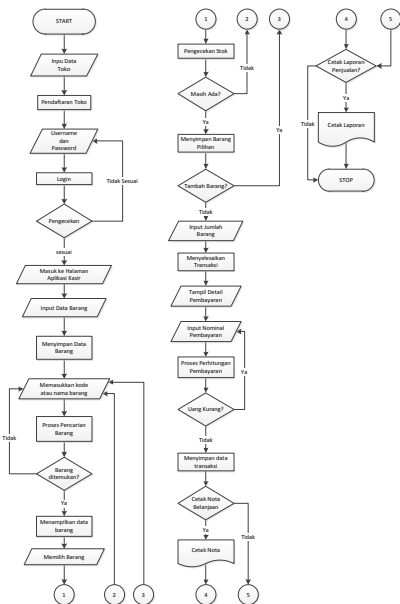 START
Inpu Data
Toko
Pendaftaran Toko
Username
dan
Password
Login
Tidak Sesuai
Pengecekan
sesuai
Masuk ke Halaman
Aplikasi Kasir
Input Data Barang
Menyimpan Data
Barang
Memasukkan kode
atau nama barang
Proses Pencarian
Barang
Tidak
Barang
ditemukan?
Ya
Menampilkan data
barang
Memilih Barang
1
2
3
1
2
3
Pengecekan Stok
Tidak
Masih Ada?
Ya
Ya
Menyimpan Barang
Pilihan
Tambah Barang?
Tidak
Input Jumlah
Barang
Menyelesaikan
Transaksi
Tampil Detail
Pembayaran
Input Nominal
Pembayaran
Proses Perhitungan
Pembayaran
Ya
Uang Kurang?
Tidak
Menyimpan data
transaksi
Cetak Nota
Belanjaan
Ya
Tidak
Cetak Nota
4
5
4
5
Cetak Laporan
Penjualan?
Ya
Tidak
Cetak Laporan
STOP